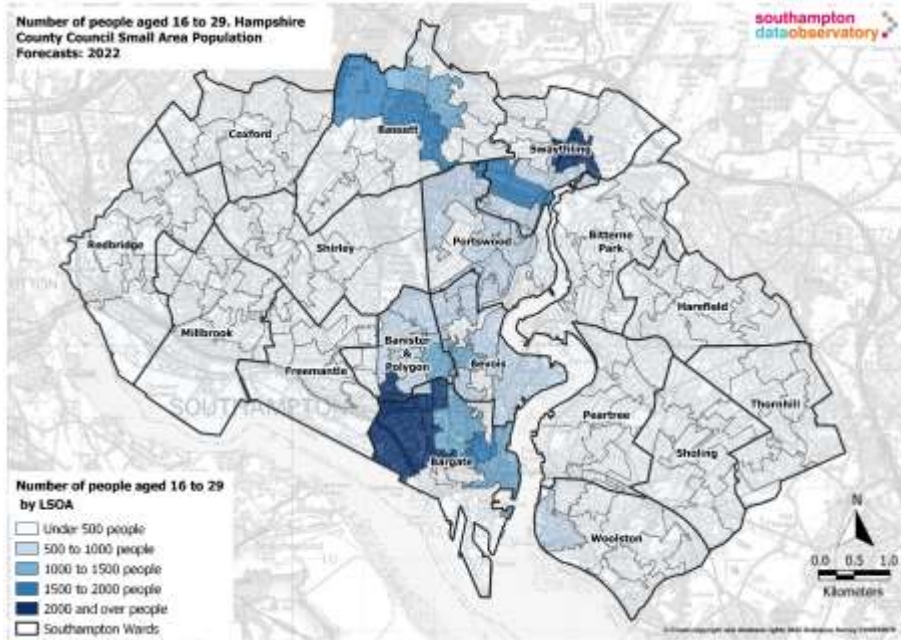 Number of people aged 16 to 29. Hampshire
County Council Small Area Population
Forecasts: 2022
southampton
dataobservatory
Coxford
Bassett
Swaythling
Redbridge
Shirley
Portswood
Bitterne
Park
Harefield
Millbrook
Freemantle
Banister
&
Polygon
Bevois
SOUTHAMPTON
Peartree
Thornhill
Sholing
Bargate
Woolston
Number of people aged 16 to 29
by LSOA
Under 500 people
500 to 1000 people
1000 to 1500 people
1500 to 2000 people
2000 and over people
Southampton Wards
N
0.0 0.5 1.0
Kilometers